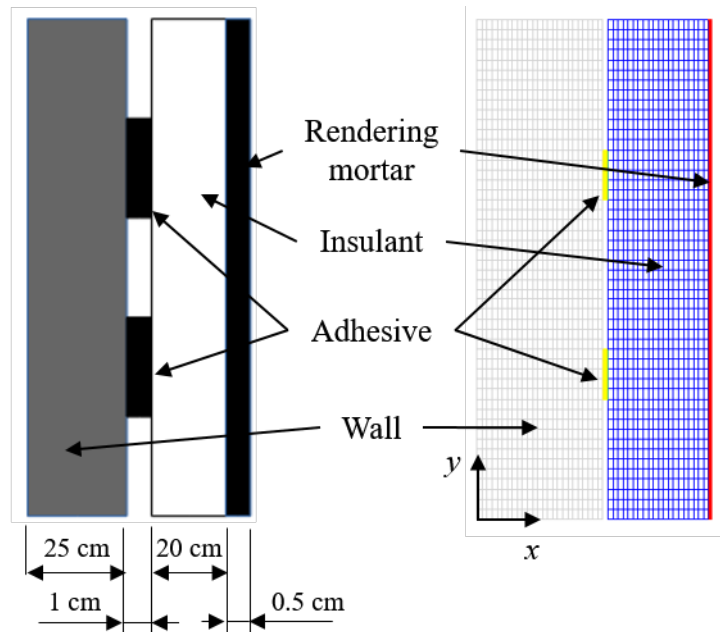 Rendering
mortar
Insulant
Adhesive
Wall
y
x
25 cm
20 cm
1 cm
0.5 cm